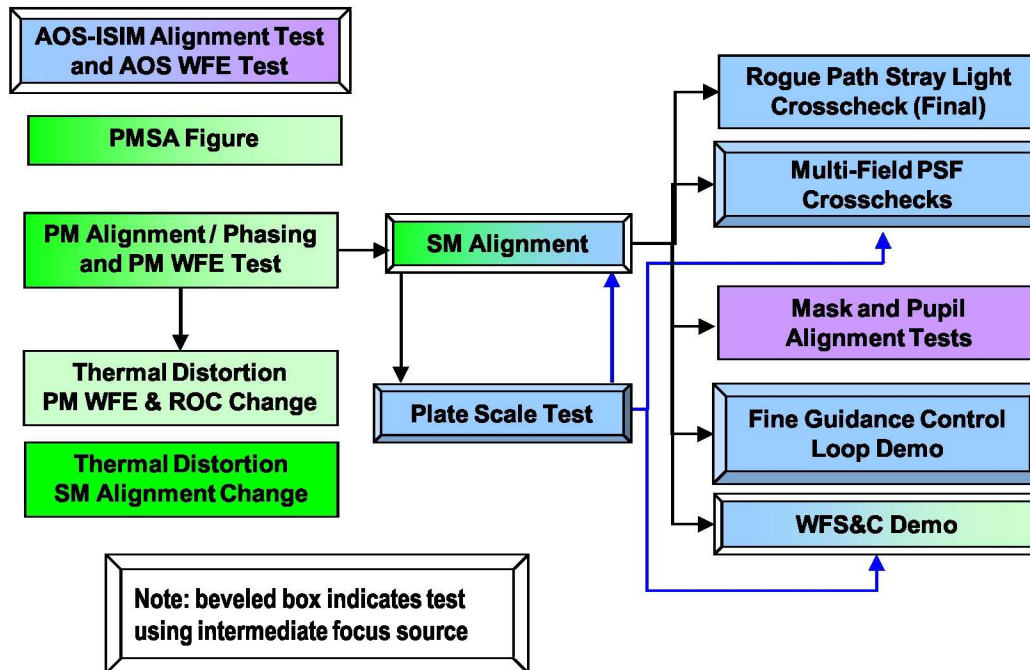 AOS-ISIM Alignment Test
and AOS WFE Test
PMSA Figure
PM Alignment / Phasing
and PM WFE Test
Thermal Distortion
PM WFE & ROC Change
Thermal Distortion
SM Alignment Change
SM Alignment
Plate Scale Test
Rogue Path Stray Light
Crosscheck (Final)
Multi-Field PSF
Crosschecks
Mask and Pupil
Alignment Tests
Fine Guidance Control
Loop Demo
WFS&C Demo
Note: beveled box indicates test
using intermediate focus source